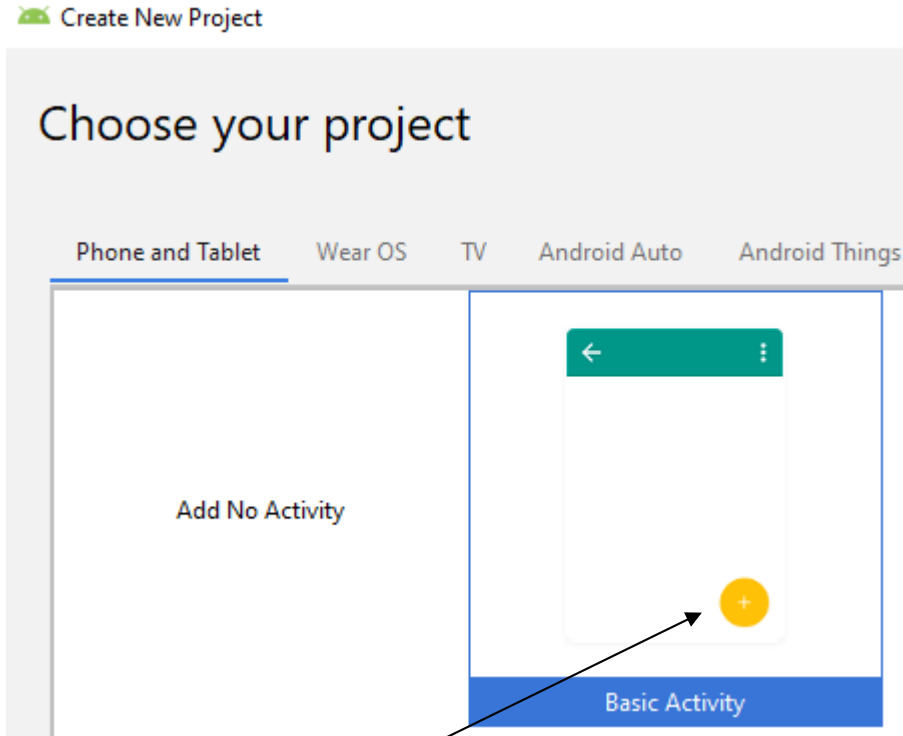 Create New Project
Choose your project
Phone and Tablet Wear OS TV Android Auto Android Things
Add No Activity
+
Basic Activity